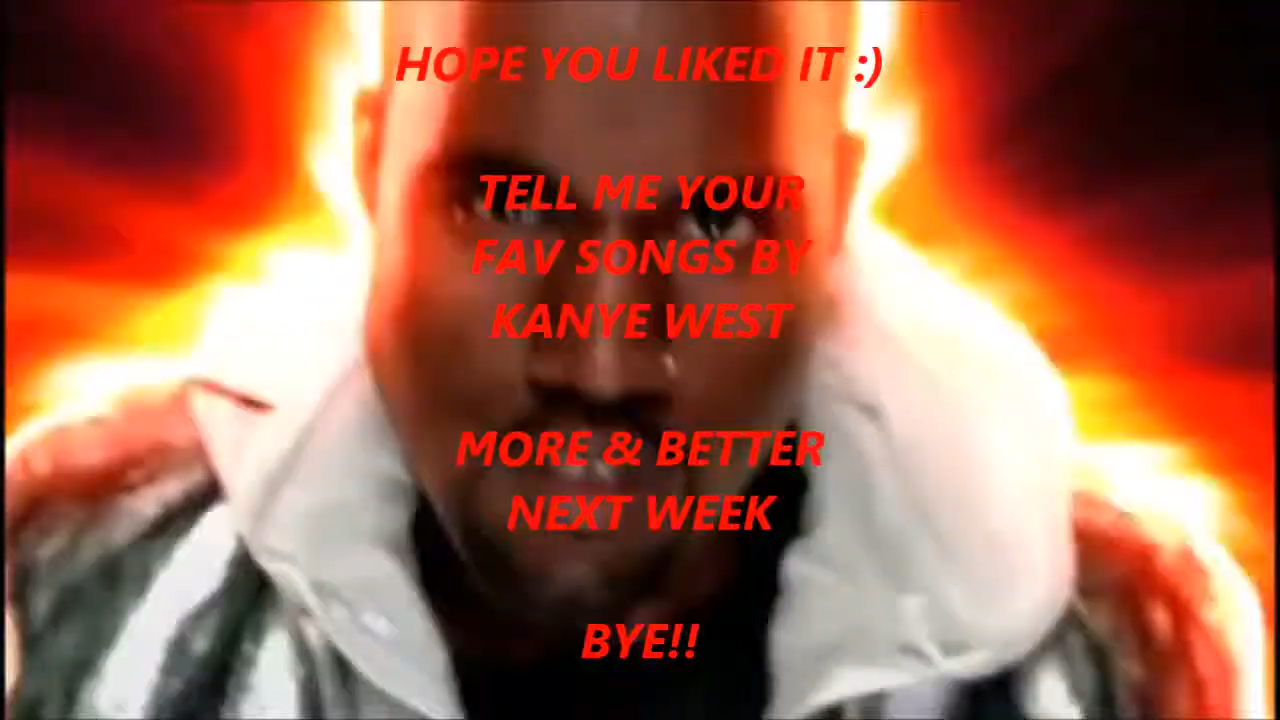 HOPE YOU LIKED IT :)
TELL ME YOUR
FAV SONGS BY
KANYE WEST
MORE & BETTER
NEXT WEEK
BYE!!